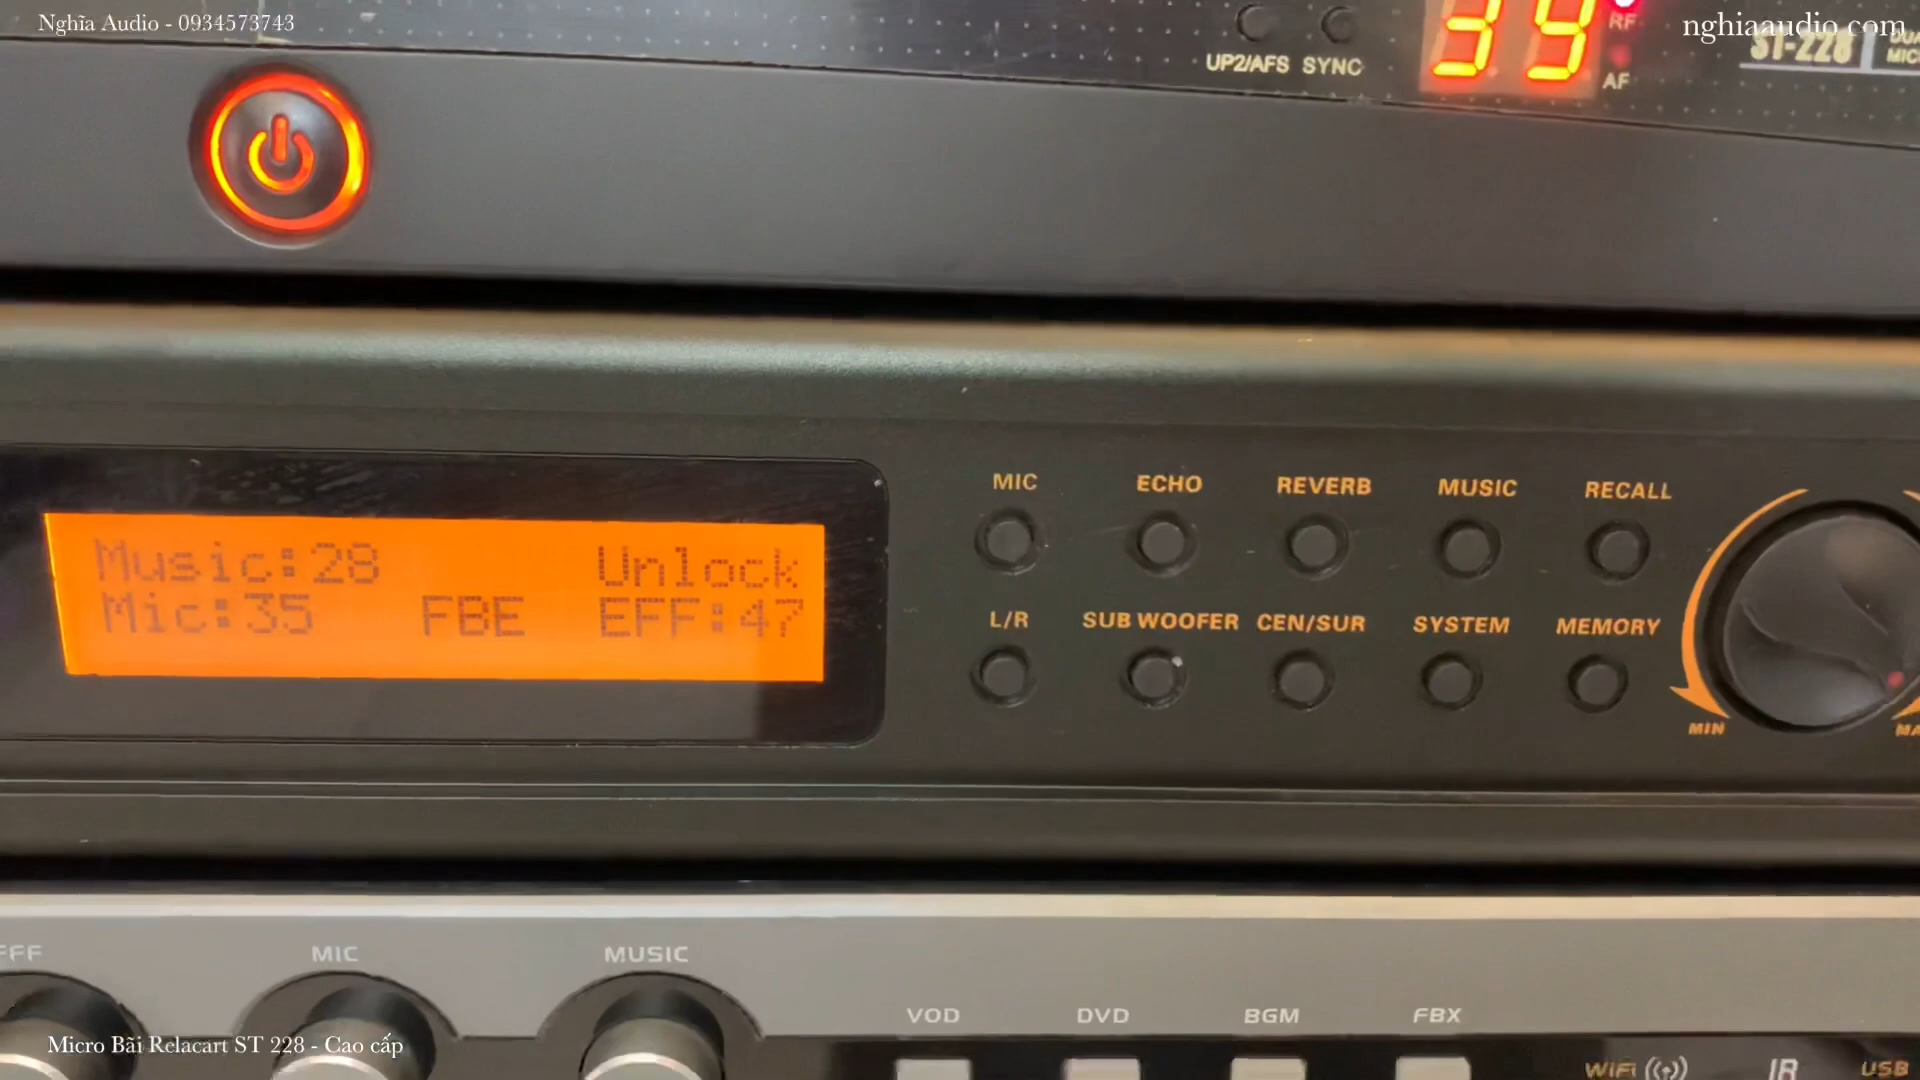 Nghĩa Audio - 0934573743
nghiaaudio.com
39
RF
AF
UP2/AFS SYNC
ST-228
Music:28 Unlock
Mic:35 FBE EFF:47
MIC ECHO REVERB MUSIC RECALL
L/R SUB WOOFER CEN/SUR SYSTEM MEMORY
MIN
MIC MUSIC
VOD DVD BGM FBX
WiFi IR USB
Micro Bãi Relacart ST 228 - Cao cấp